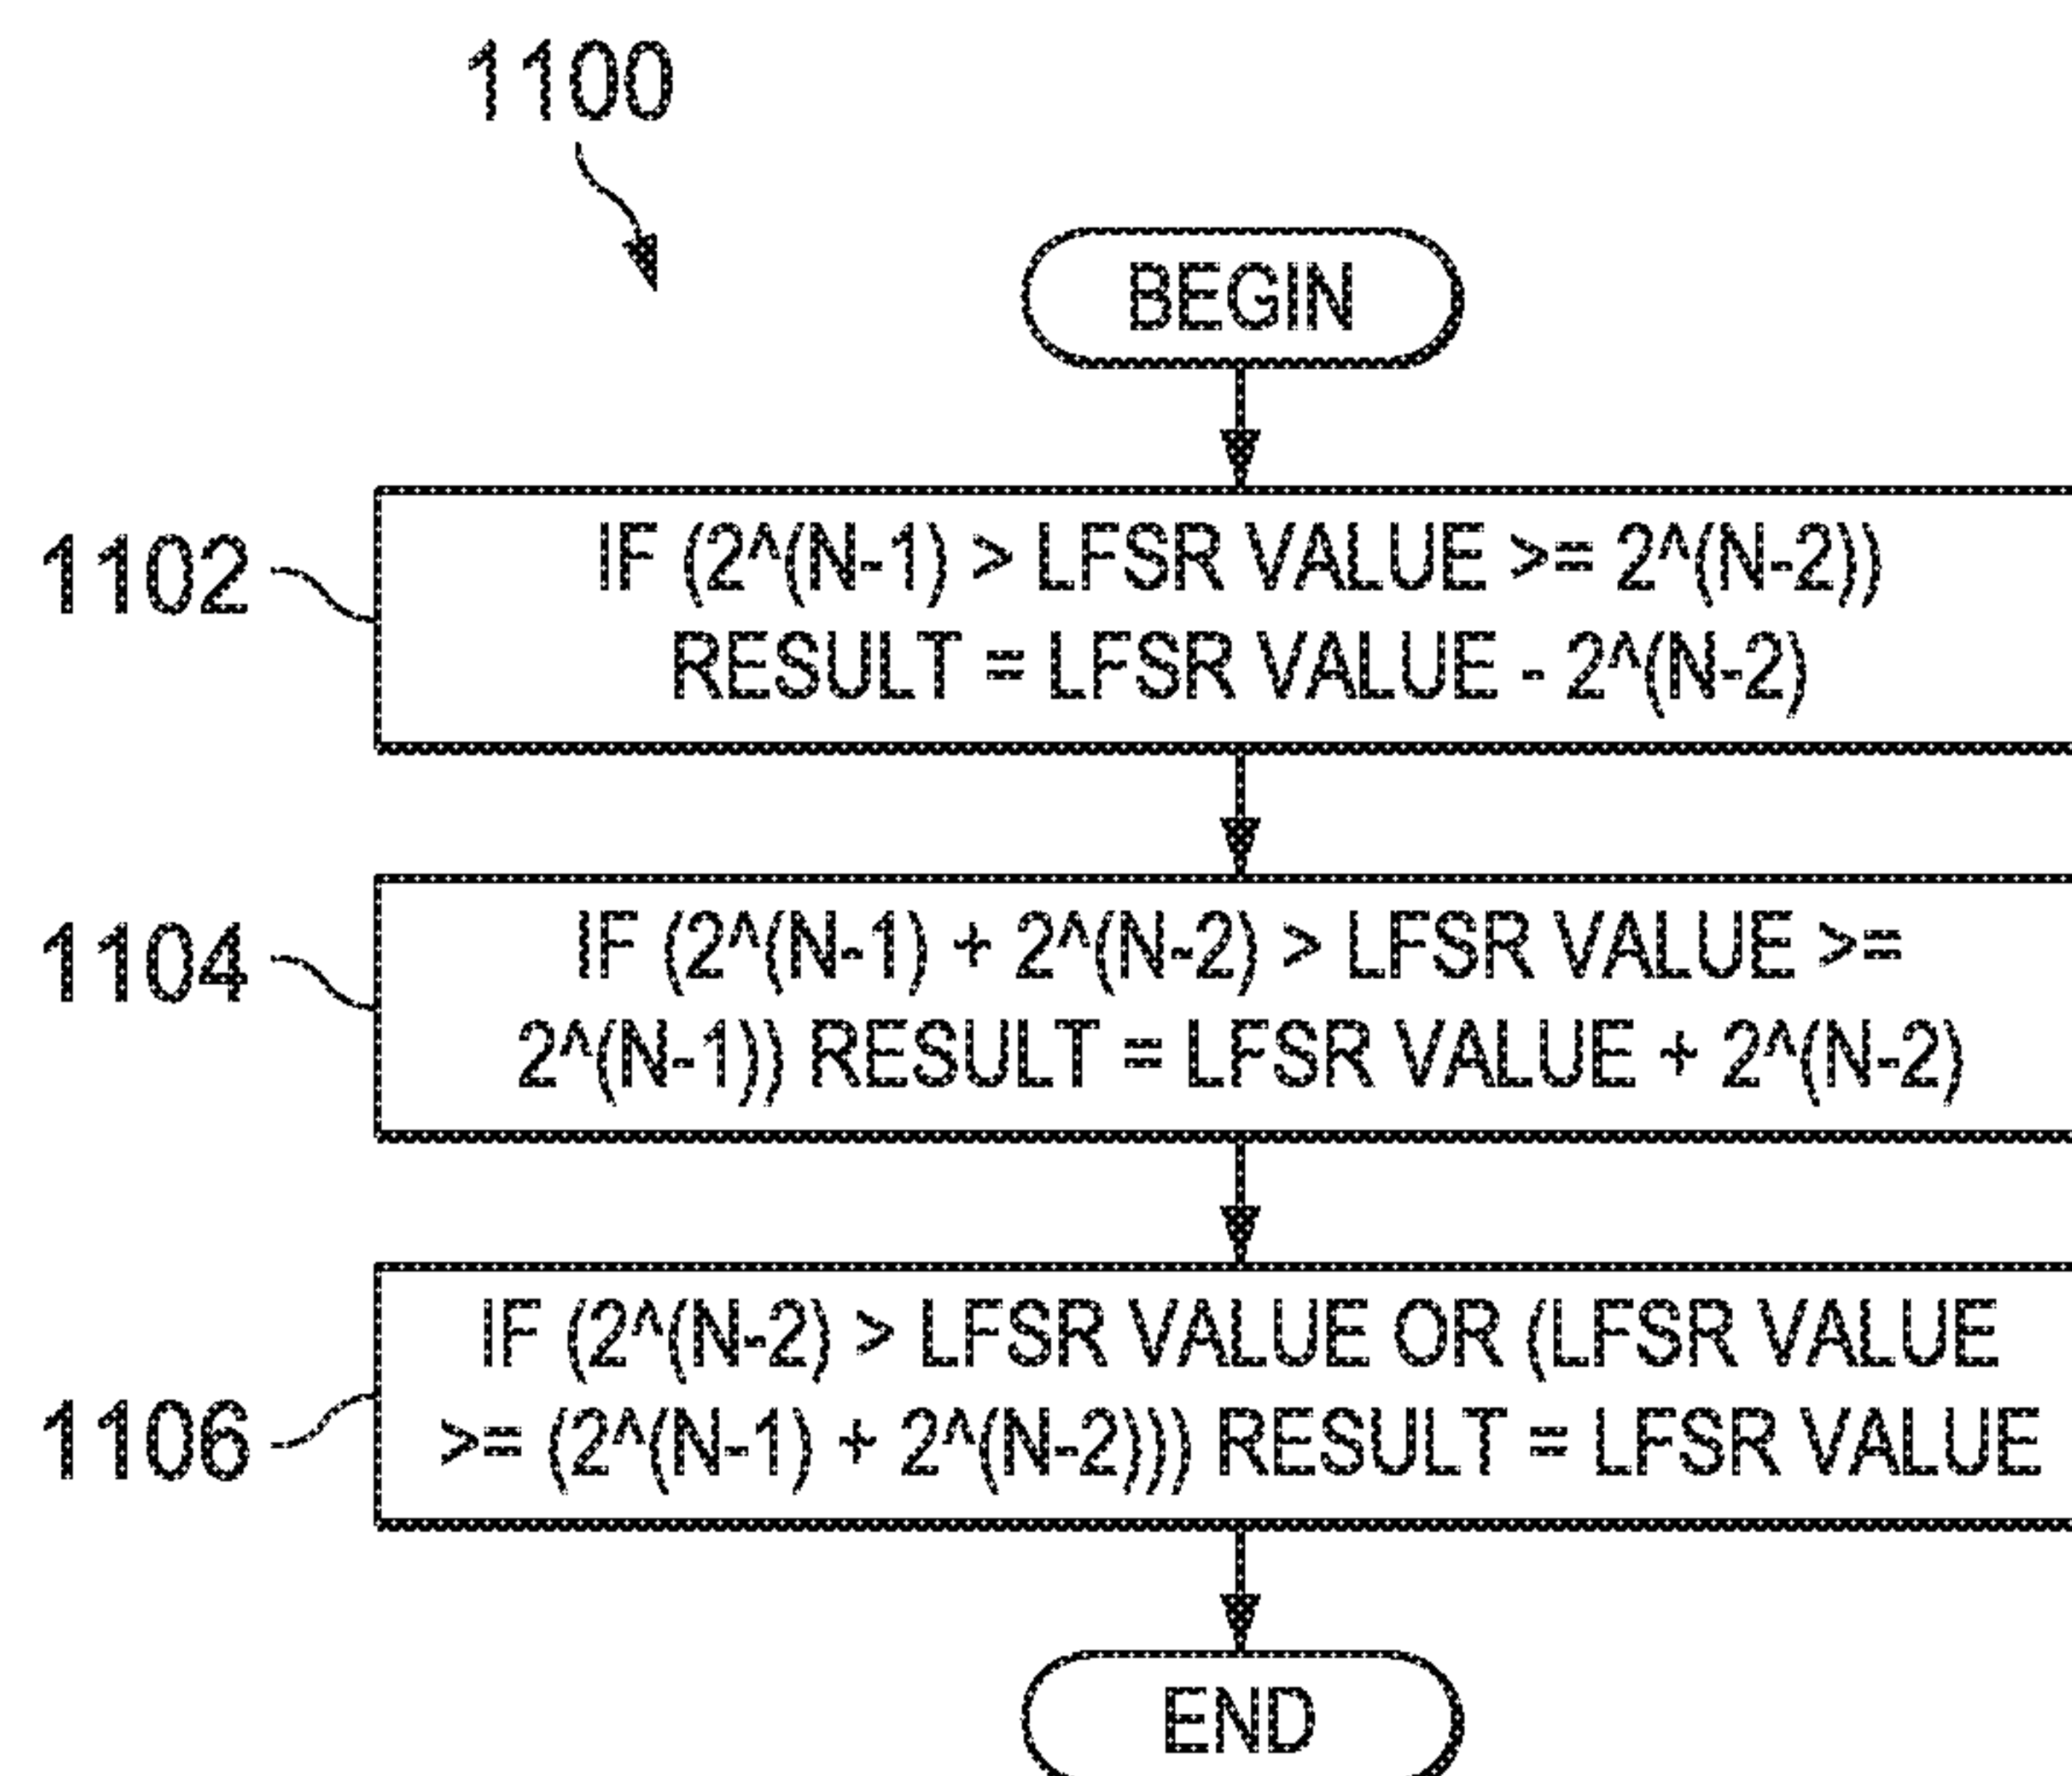 1100
BEGIN
1102
IF (2^(N-1) > LFSR VALUE >= 2^(N-2))
RESULT = LFSR VALUE - 2^(N-2)
1104
IF (2^(N-1) + 2^(N-2) > LFSR VALUE >=
2^(N-1)) RESULT = LFSR VALUE + 2^(N-2)
1106
IF (2^(N-2) > LFSR VALUE OR (LFSR VALUE
>= (2^(N-1) + 2^(N-2))) RESULT = LFSR VALUE
END